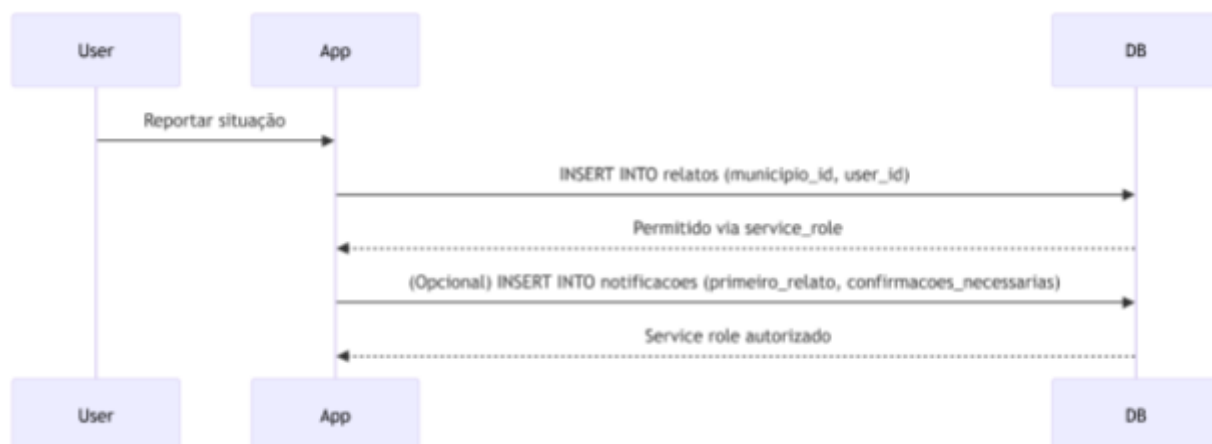 User
App
DB
Reportar situação
INSERT INTO relatos (municipio_id, user_id)
Permitido via service_role
(Opcional) INSERT INTO notificacoes (primeiro_relato, confirmacoes_necessarias)
Service role autorizado
User
App
DB